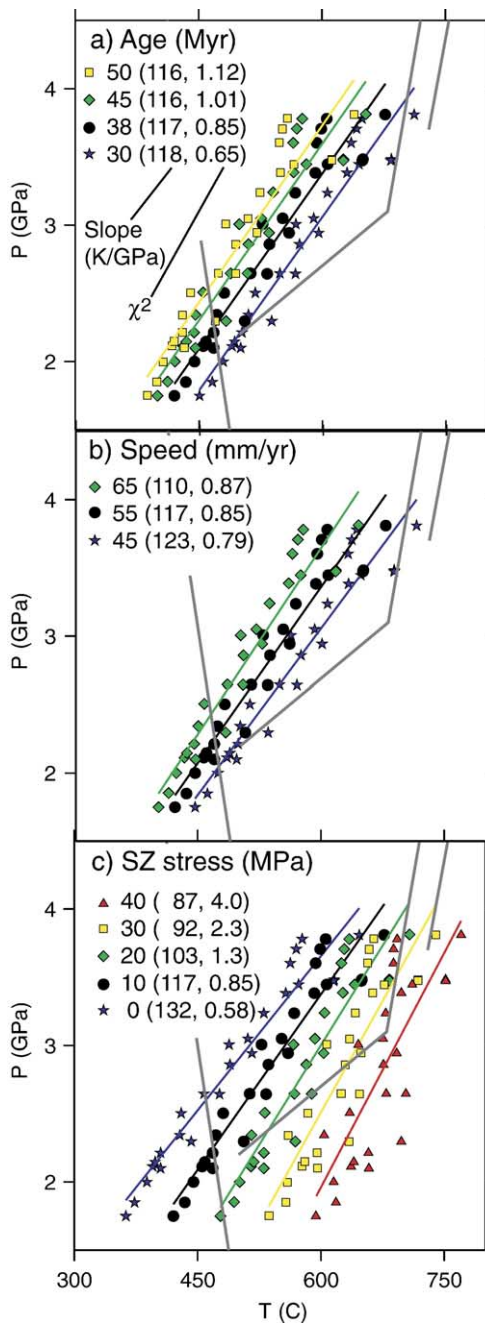 a) Age (Myr)
50 (116, 1.12)
45 (116, 1.01)
38 (117, 0.85)
30 (118, 0.65)
Slope
(K/GPa)
χ2
P (GPa)
4
3
2
b) Speed (mm/yr)
65 (110, 0.87)
55 (117, 0.85)
45 (123, 0.79)
P (GPa)
4
3
2
c) SZ stress (MPa)
40 ( 87, 4.0)
30 ( 92, 2.3)
20 (103, 1.3)
10 (117, 0.85)
0 (132, 0.58)
P (GPa)
4
3
2
300 450 600 750
T (C)